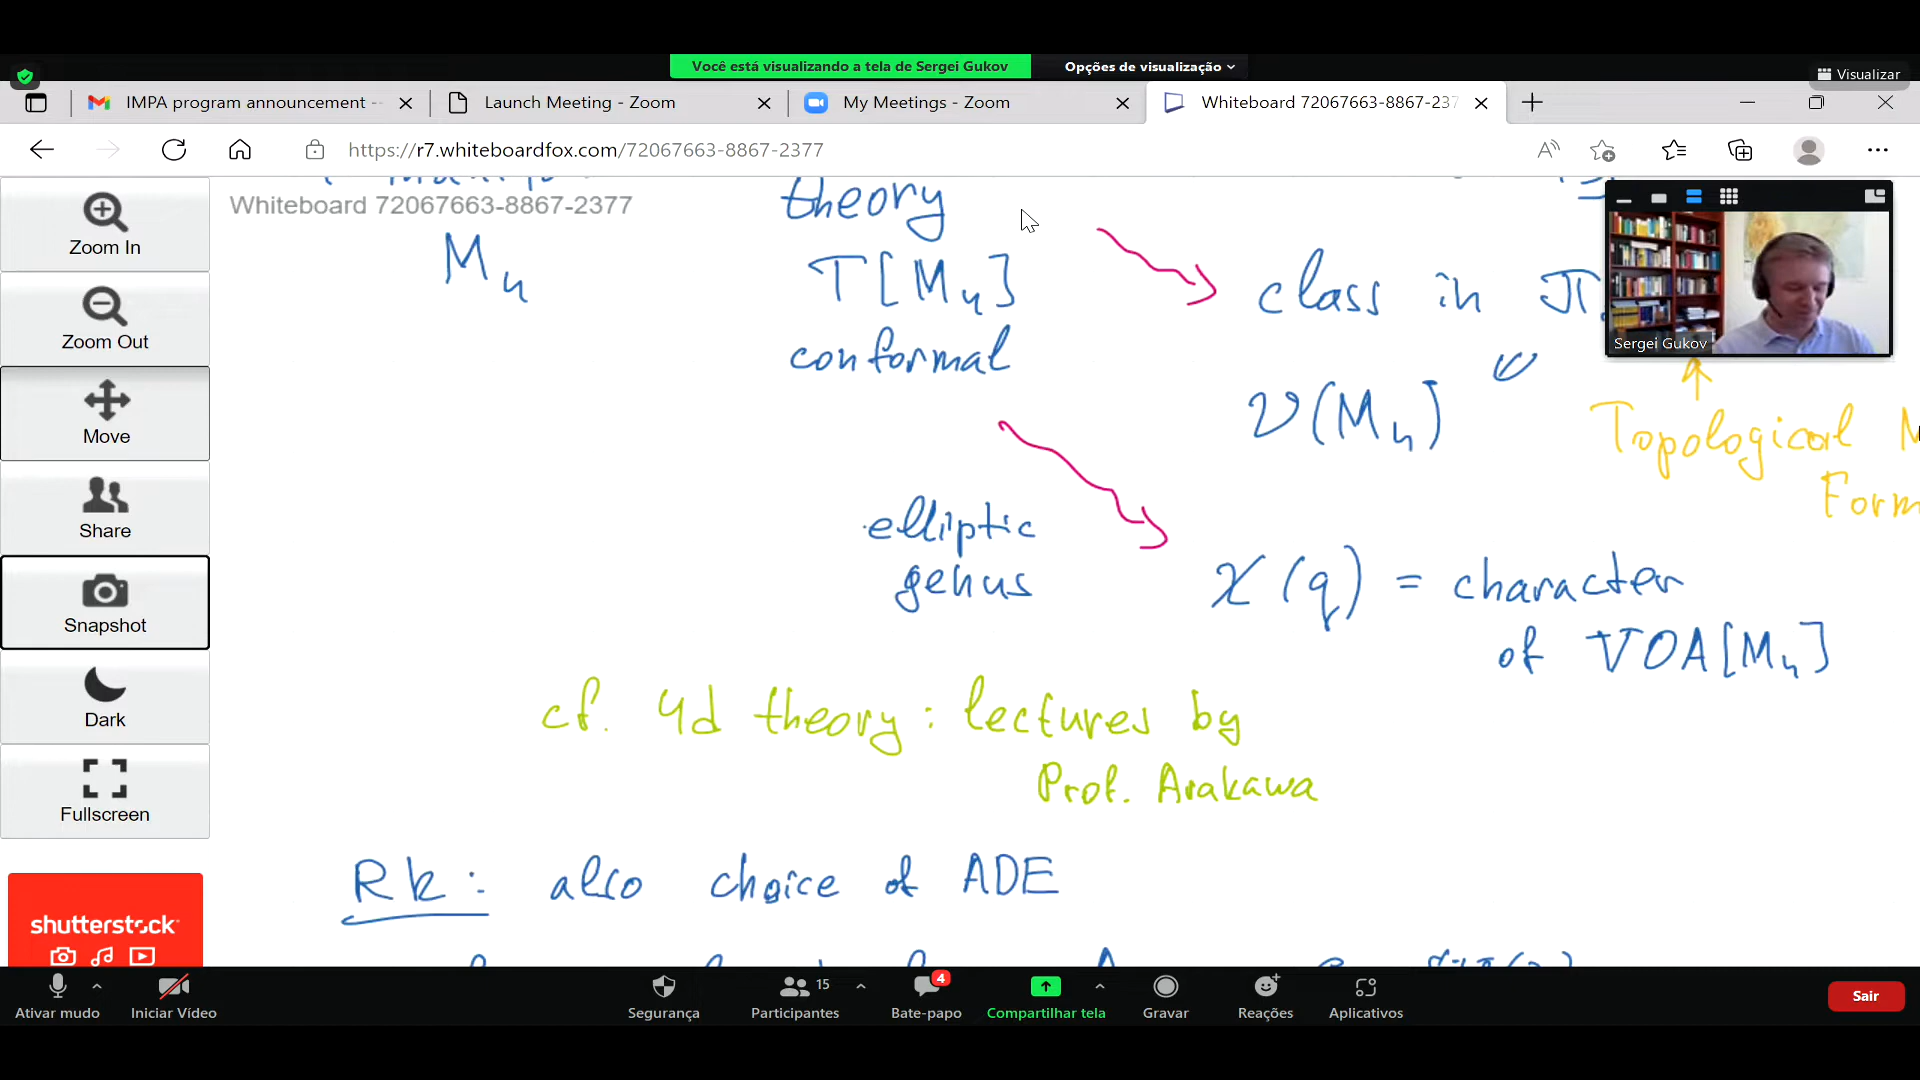 Você está visualizando a tela de Sergei Gukov
Opções de visualização
Visualizar
IMPA program announcement
Launch Meeting - Zoom
My Meetings - Zoom
Whiteboard 72067663-8867-237
https://r7.whiteboardfox.com/72067663-8867-2377
Whiteboard 72067663-8867-2377
Zoom In
Zoom Out
Move
Share
Snapshot
Dark
Fullscreen
shutterstock
theory
M₄
T[M₄]
conformal
class in π
Sergei Gukov
V(M₄)
Topological M
Form
elliptic
genus
χ(q) = character
of VOA[M₄]
cf. 4d theory: lectures by
Prof. Arakawa
Rk: also choice of ADE
Ativar mudo
Iniciar Vídeo
Segurança
Participantes
15
Bate-papo
4
Compartilhar tela
Gravar
Reações
Aplicativos
Sair